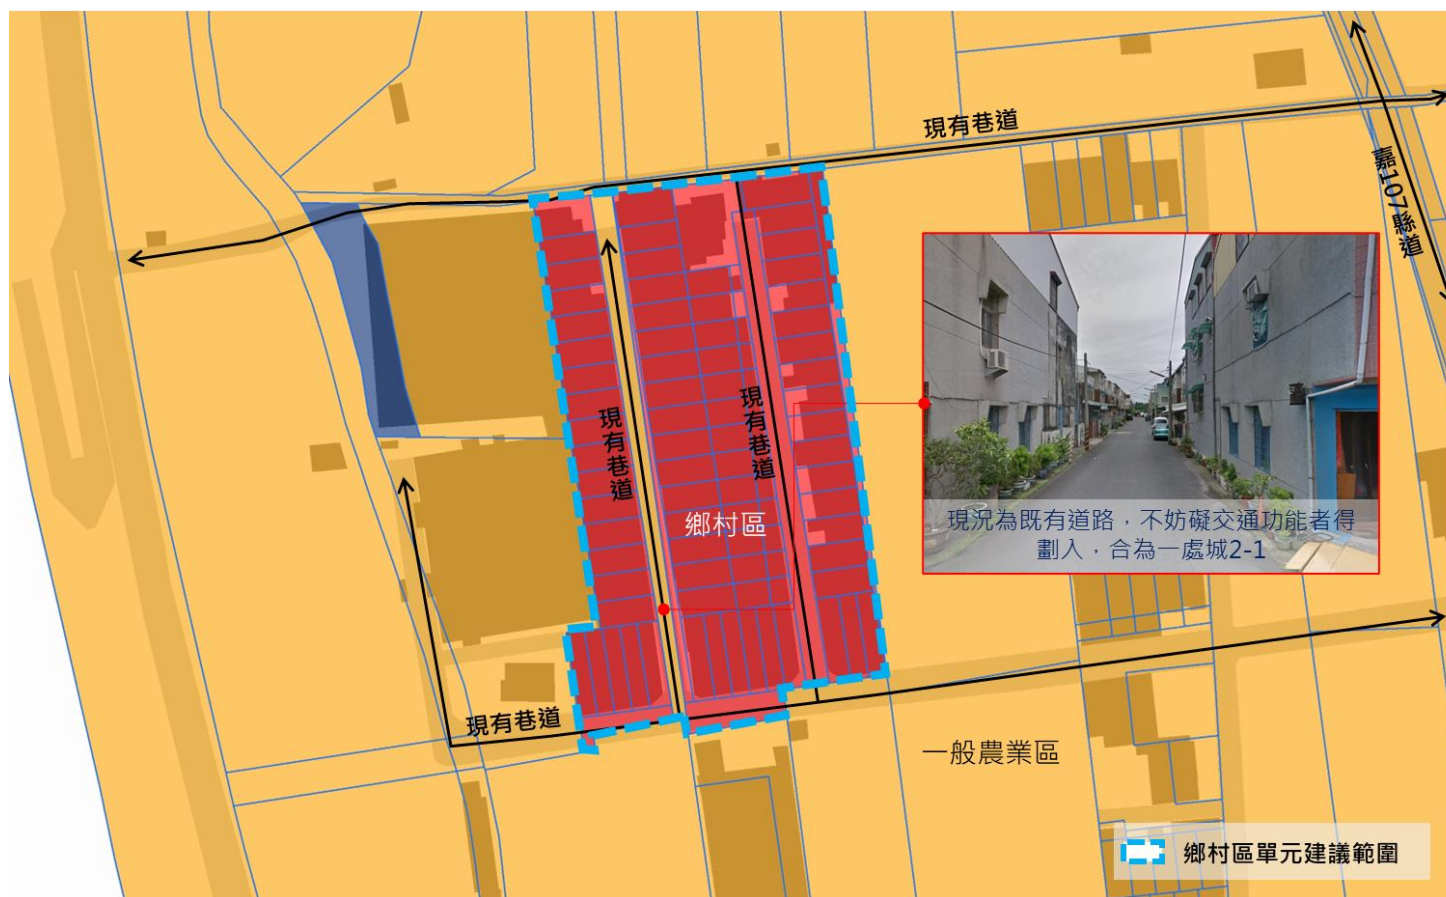 現有巷道
嘉-107縣道
現有巷道
現有巷道
鄉村區
現況為既有道路，不妨礙交通功能者得
劃入，合為一處城2-1
現有巷道
一般農業區
鄉村區單元建議範圍